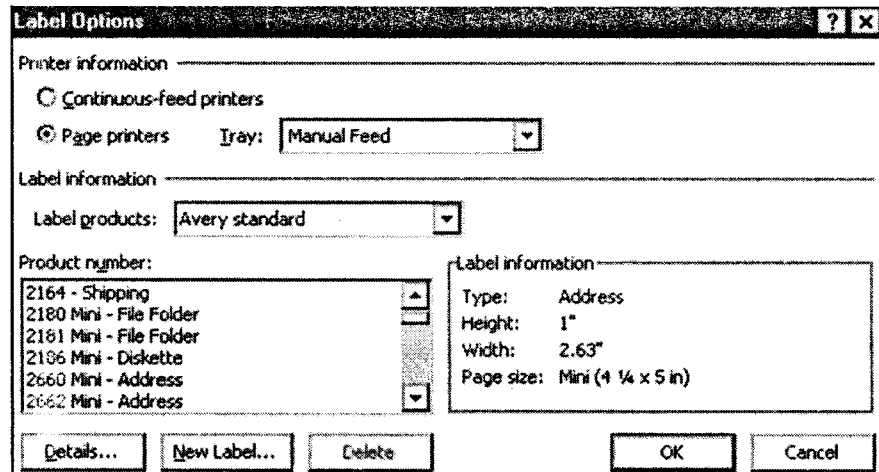 Label Options
Printer information
Continuous-feed printers
Page printers Tray: Manual Feed
Label information
Label products: Avery standard
Product number:
2164 - Shipping
2180 Mini - File Folder
2181 Mini - File Folder
2186 Mini - Diskette
2660 Mini - Address
2662 Mini - Address
Label information
Type: Address
Height: 1"
Width: 2.63"
Page size: Mini (4 ¼ x 5 in)
Details... New Label... Delete OK Cancel